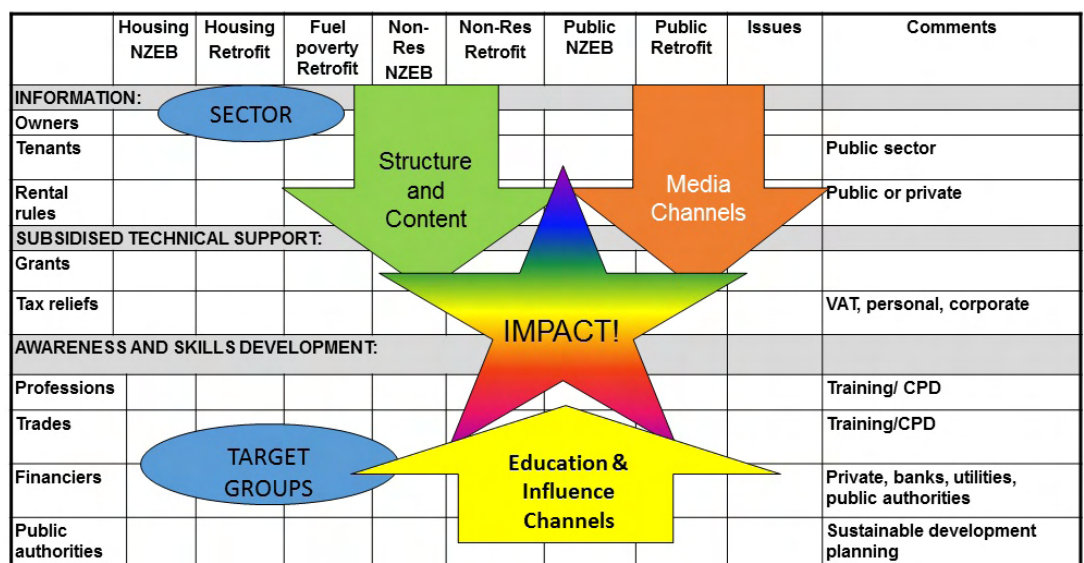 Housing NZEB
Housing Retrofit
Fuel poverty Retrofit
Non-Res NZEB
Non-Res Retrofit
Public NZEB
Public Retrofit
Issues
Comments
INFORMATION:
SECTOR
Owners
Tenants
Public sector
Structure
and
Content
Media
Channels
Rental
rules
Public or private
SUBSIDISED TECHNICAL SUPPORT:
Grants
Tax reliefs
VAT, personal, corporate
IMPACT!
AWARENESS AND SKILLS DEVELOPMENT:
Professions
Training/ CPD
Trades
Training/CPD
TARGET
GROUPS
Education &
Influence
Channels
Financiers
Private, banks, utilities,
public authorities
Public
authorities
Sustainable development
planning